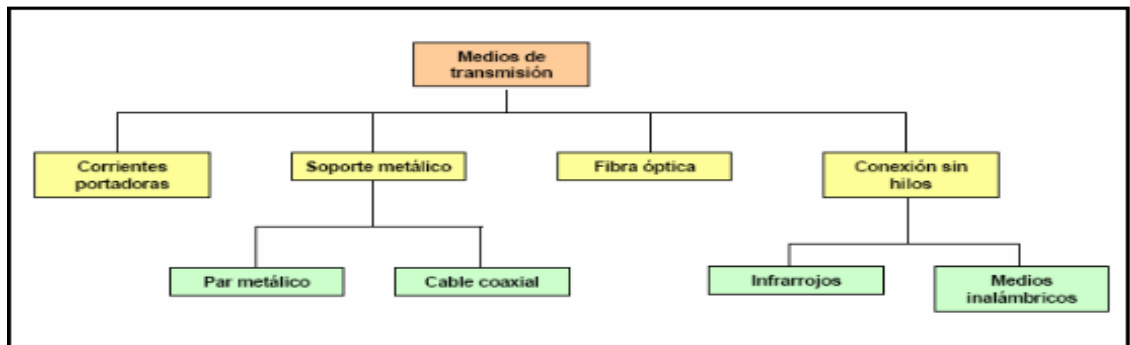 Medios de
transmisión
Corrientes
portadoras
Soporte metálico
Fibra óptica
Conexión sin
hilos
Par metálico
Cable coaxial
Infrarrojos
Medios
inalámbricos